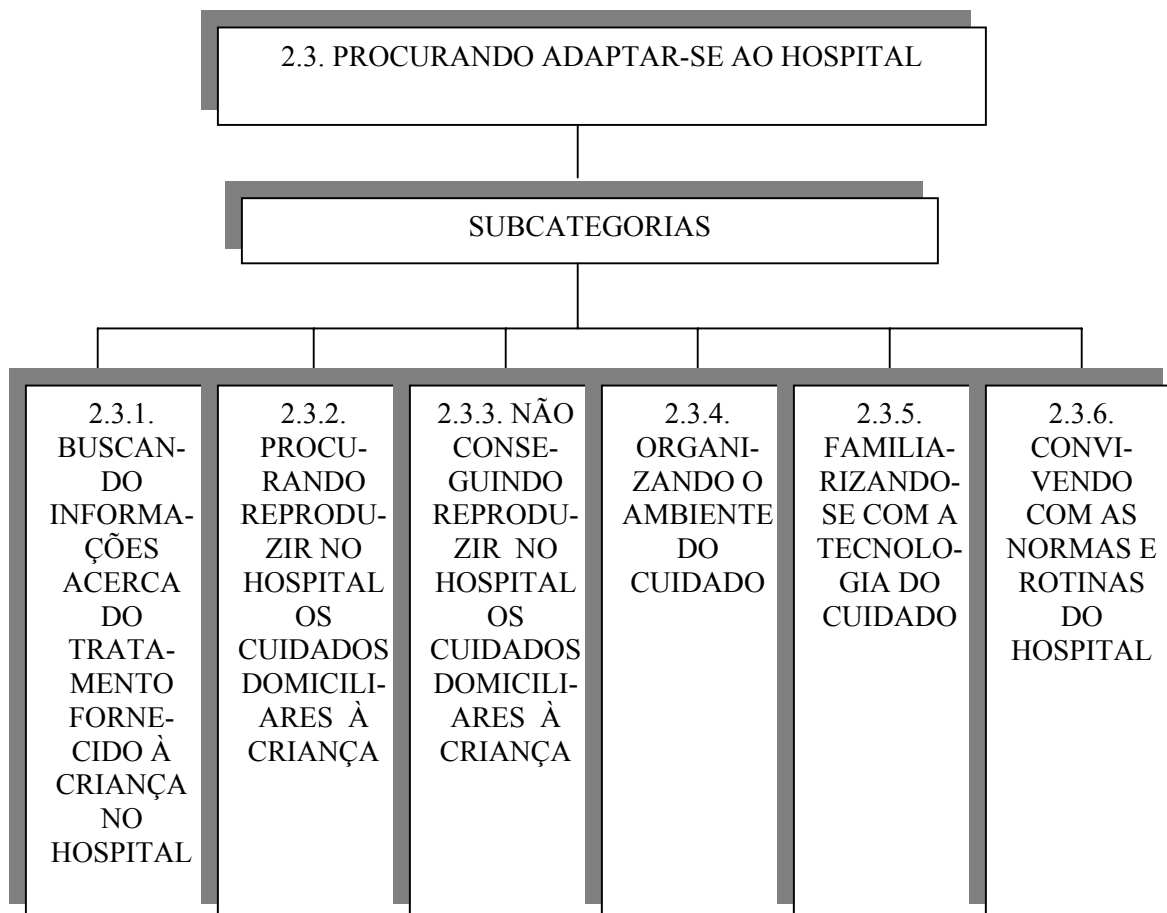 2.3. PROCURANDO ADAPTAR-SE AO HOSPITAL
SUBCATEGORIAS
2.3.1.
BUSCAN-
DO
INFORMA-
ÇÕES
ACERCA
DO
TRATA-
MENTO
FORNE-
CIDO À
CRIANÇA
NO
HOSPITAL
2.3.2.
PROCU-
RANDO
REPRODU-
ZIR NO
HOSPITAL
OS
CUIDADOS
DOMICILI-
ARES À
CRIANÇA
2.3.3. NÃO
CONSE-
GUINDO
REPRODU-
ZIR NO
HOSPITAL
OS
CUIDADOS
DOMICILI-
ARES À
CRIANÇA
2.3.4.
ORGANI-
ZANDO O
AMBIENTE
DO
CUIDADO
2.3.5.
FAMILIA-
RIZANDO-
SE COM A
TECNOLO-
GIA DO
CUIDADO
2.3.6.
CONVI-
VENDO
COM AS
NORMAS E
ROTINAS
DO
HOSPITAL